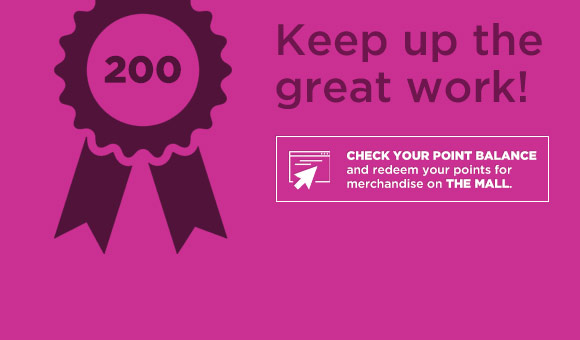 200
Keep up the
great work!
CHECK YOUR POINT BALANCE
and redeem your points for
merchandise on THE MALL.